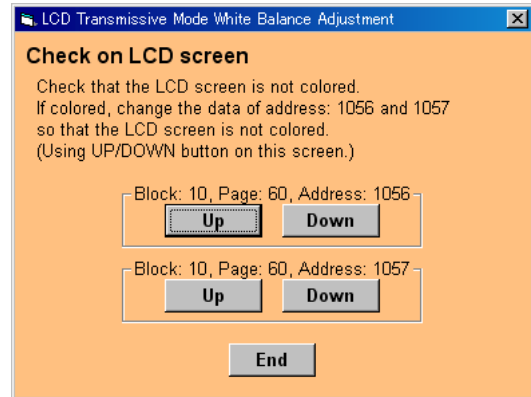 LCD Transmissive Mode White Balance Adjustment
Check on LCD screen
Check that the LCD screen is not colored.
If colored, change the data of address: 1056 and 1057
so that the LCD screen is not colored.
(Using UP/DOWN button on this screen.)
Block: 10, Page: 60, Address: 1056
Up Down
Block: 10, Page: 60, Address: 1057
Up Down
End